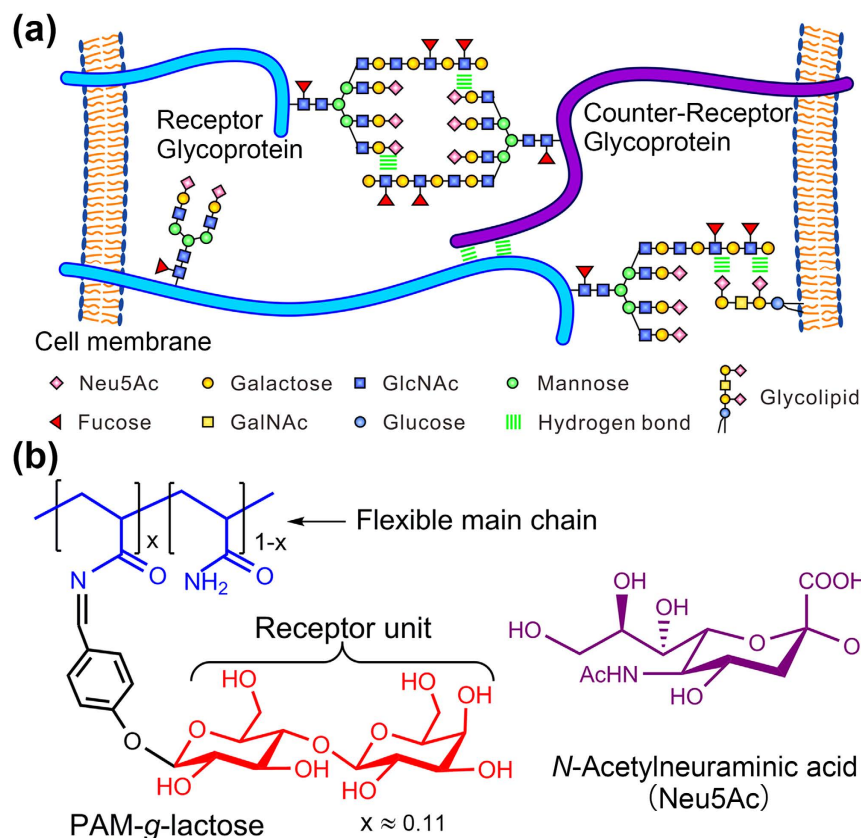 (a)
Receptor
Glycoprotein
Counter-Receptor
Glycoprotein
Cell membrane
Neu5Ac
Galactose
GlcNAc
Mannose
Glycolipid
Fucose
GalNAc
Glucose
Hydrogen bond
(b)
x
1-x
Flexible main chain
N
O
NH2
O
Receptor unit
O
HO
O
HO
HO
O
HO
OH
O
HO
OH
HO
OH
OH
OH
COOH
HO
O
O
AcHN
HO
PAM-g-lactose
x ≈ 0.11
N-Acetylneuraminic acid
(Neu5Ac)